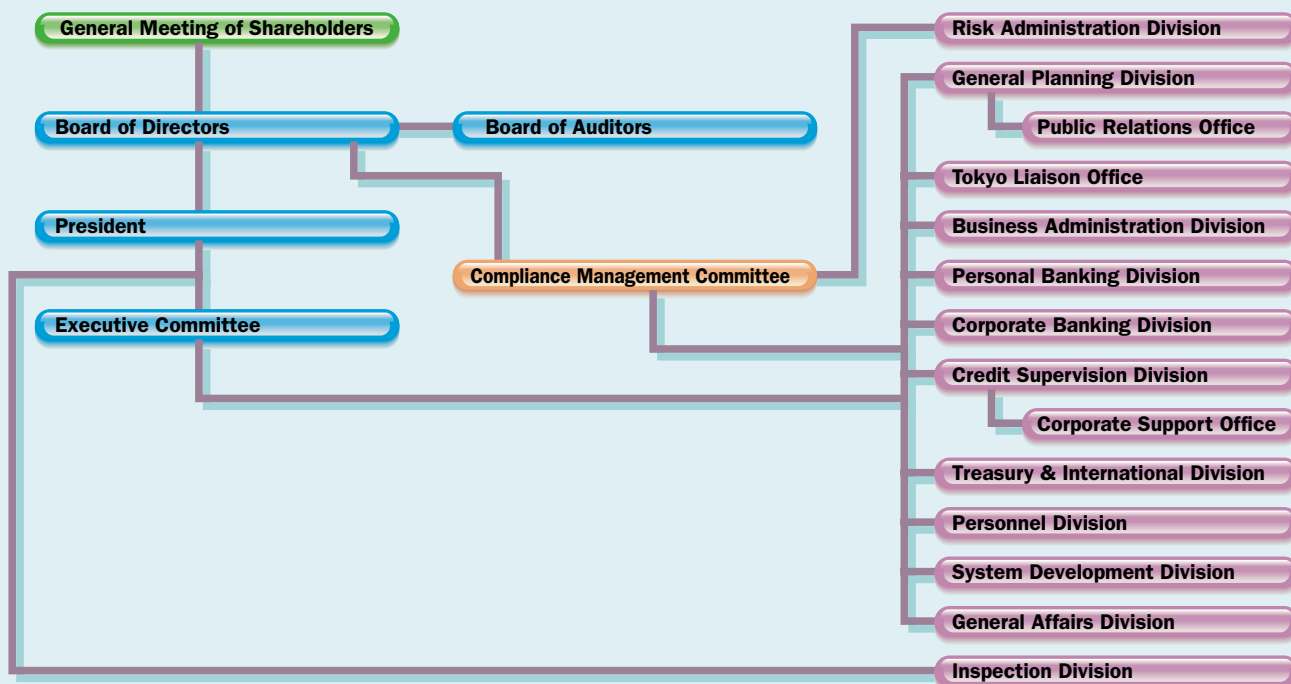 General Meeting of Shareholders
Board of Directors
Board of Auditors
President
Compliance Management Committee
Executive Committee
Risk Administration Division
General Planning Division
Public Relations Office
Tokyo Liaison Office
Business Administration Division
Personal Banking Division
Corporate Banking Division
Credit Supervision Division
Corporate Support Office
Treasury & International Division
Personnel Division
System Development Division
General Affairs Division
Inspection Division